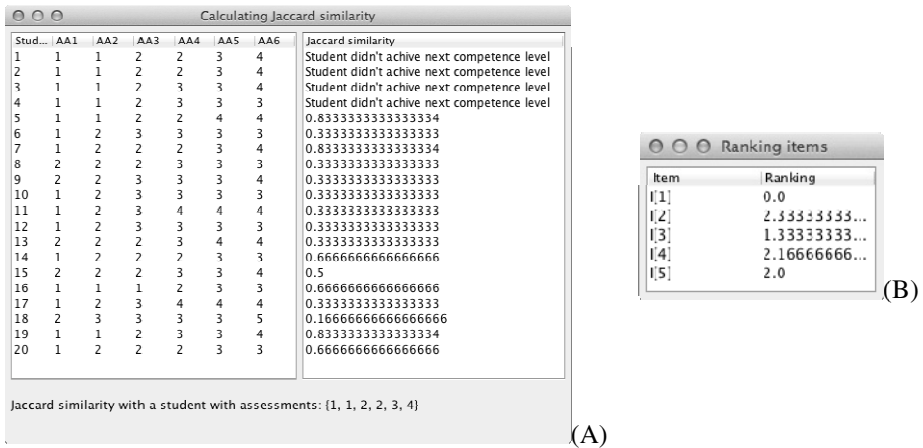 Calculating Jaccard similarity
Stud... AA1 AA2 AA3 AA4 AA5 AA6 Jaccard similarity
1 1 1 2 2 3 4 Student didn't achive next competence level
2 1 1 2 2 3 4 Student didn't achive next competence level
3 1 1 2 3 3 4 Student didn't achive next competence level
4 1 1 2 3 3 3 Student didn't achive next competence level
5 1 1 2 2 4 4 0.8333333333333334
6 1 2 3 3 3 3 0.3333333333333333
7 1 2 2 2 3 4 0.8333333333333334
8 2 2 2 3 3 3 0.3333333333333333
9 2 2 3 3 3 4 0.3333333333333333
10 1 2 3 3 3 3 0.3333333333333333
11 1 2 3 4 4 4 0.3333333333333333
12 1 2 3 3 3 3 0.3333333333333333
13 2 2 2 3 4 4 0.3333333333333333
14 1 2 2 2 3 3 0.6666666666666666
15 2 2 2 3 3 4 0.5
16 1 1 1 2 3 3 0.6666666666666666
17 1 2 3 4 4 4 0.3333333333333333
18 2 3 3 3 3 5 0.16666666666666666
19 1 1 2 3 3 4 0.8333333333333334
20 1 2 2 2 3 3 0.6666666666666666
Jaccard similarity with a student with assessments: {1, 1, 2, 2, 3, 4}
(A)
Ranking items
Item Ranking
I[1] 0.0
I[2] 2.33333333...
I[3] 1.33333333...
I[4] 2.16666666...
I[5] 2.0
(B)